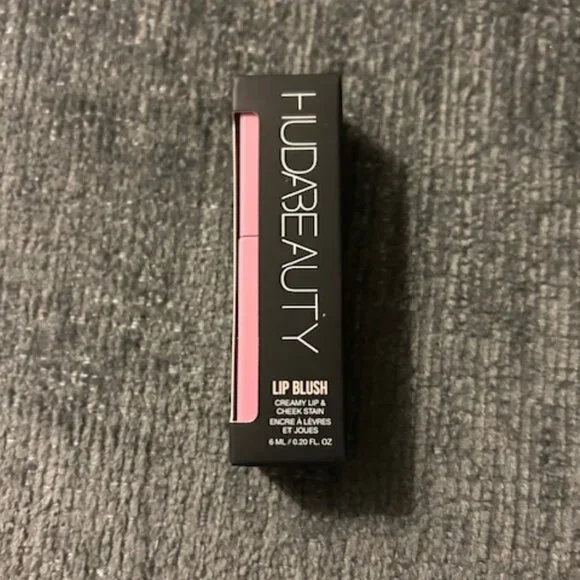 HUDABEAUTY
LIP BLUSH
CREAMY LIP &
CHEEK STAIN
ENCRE À LÈVRES
ET JOUES
6 ML / 0.20 FL. OZ